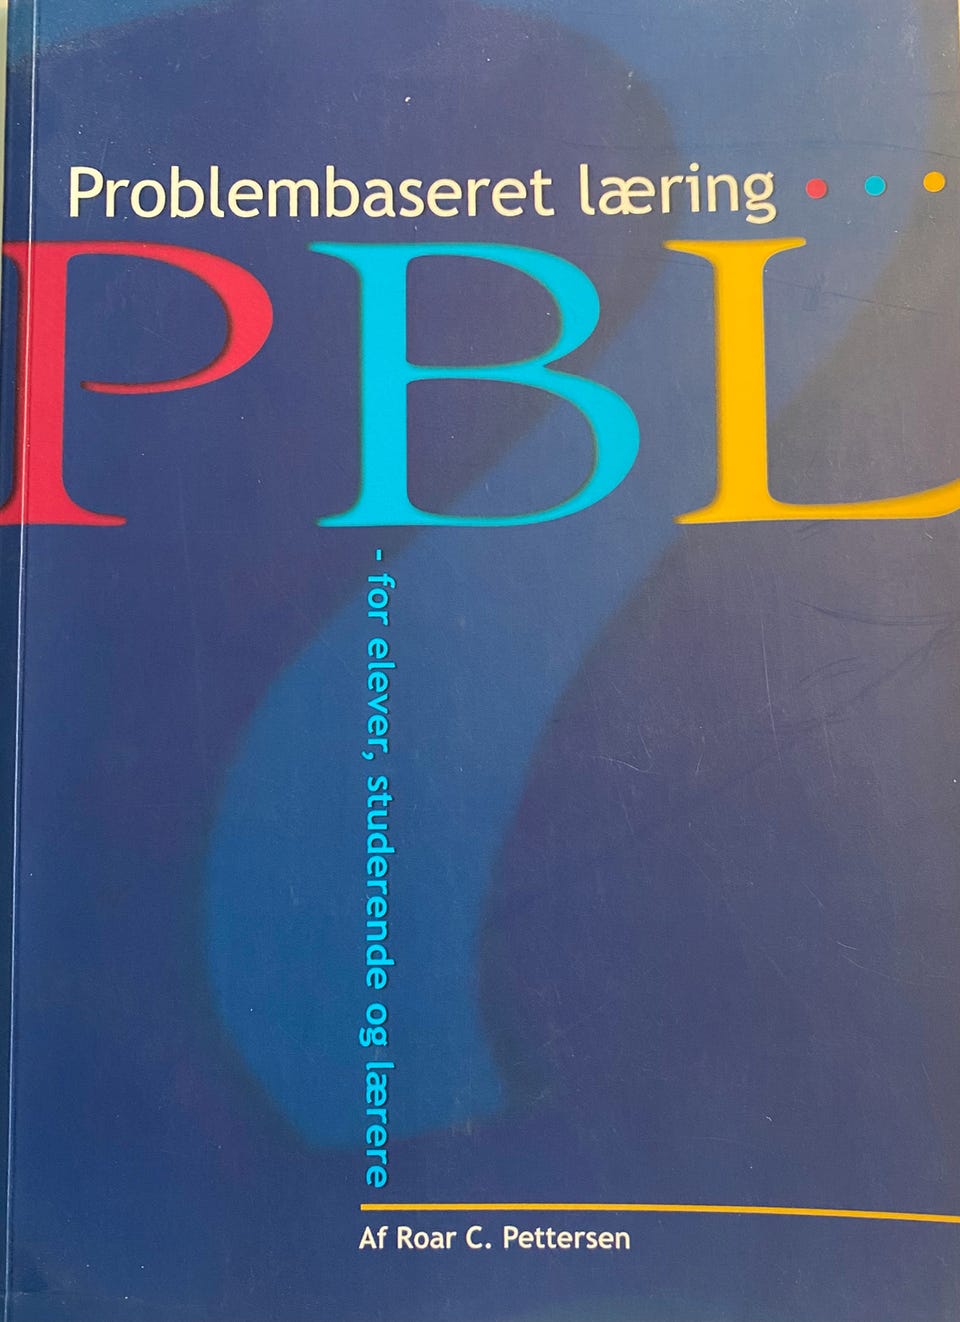 Problembaseret læring ...
PBL
- for elever, studerende og lærere
Af Roar C. Pettersen